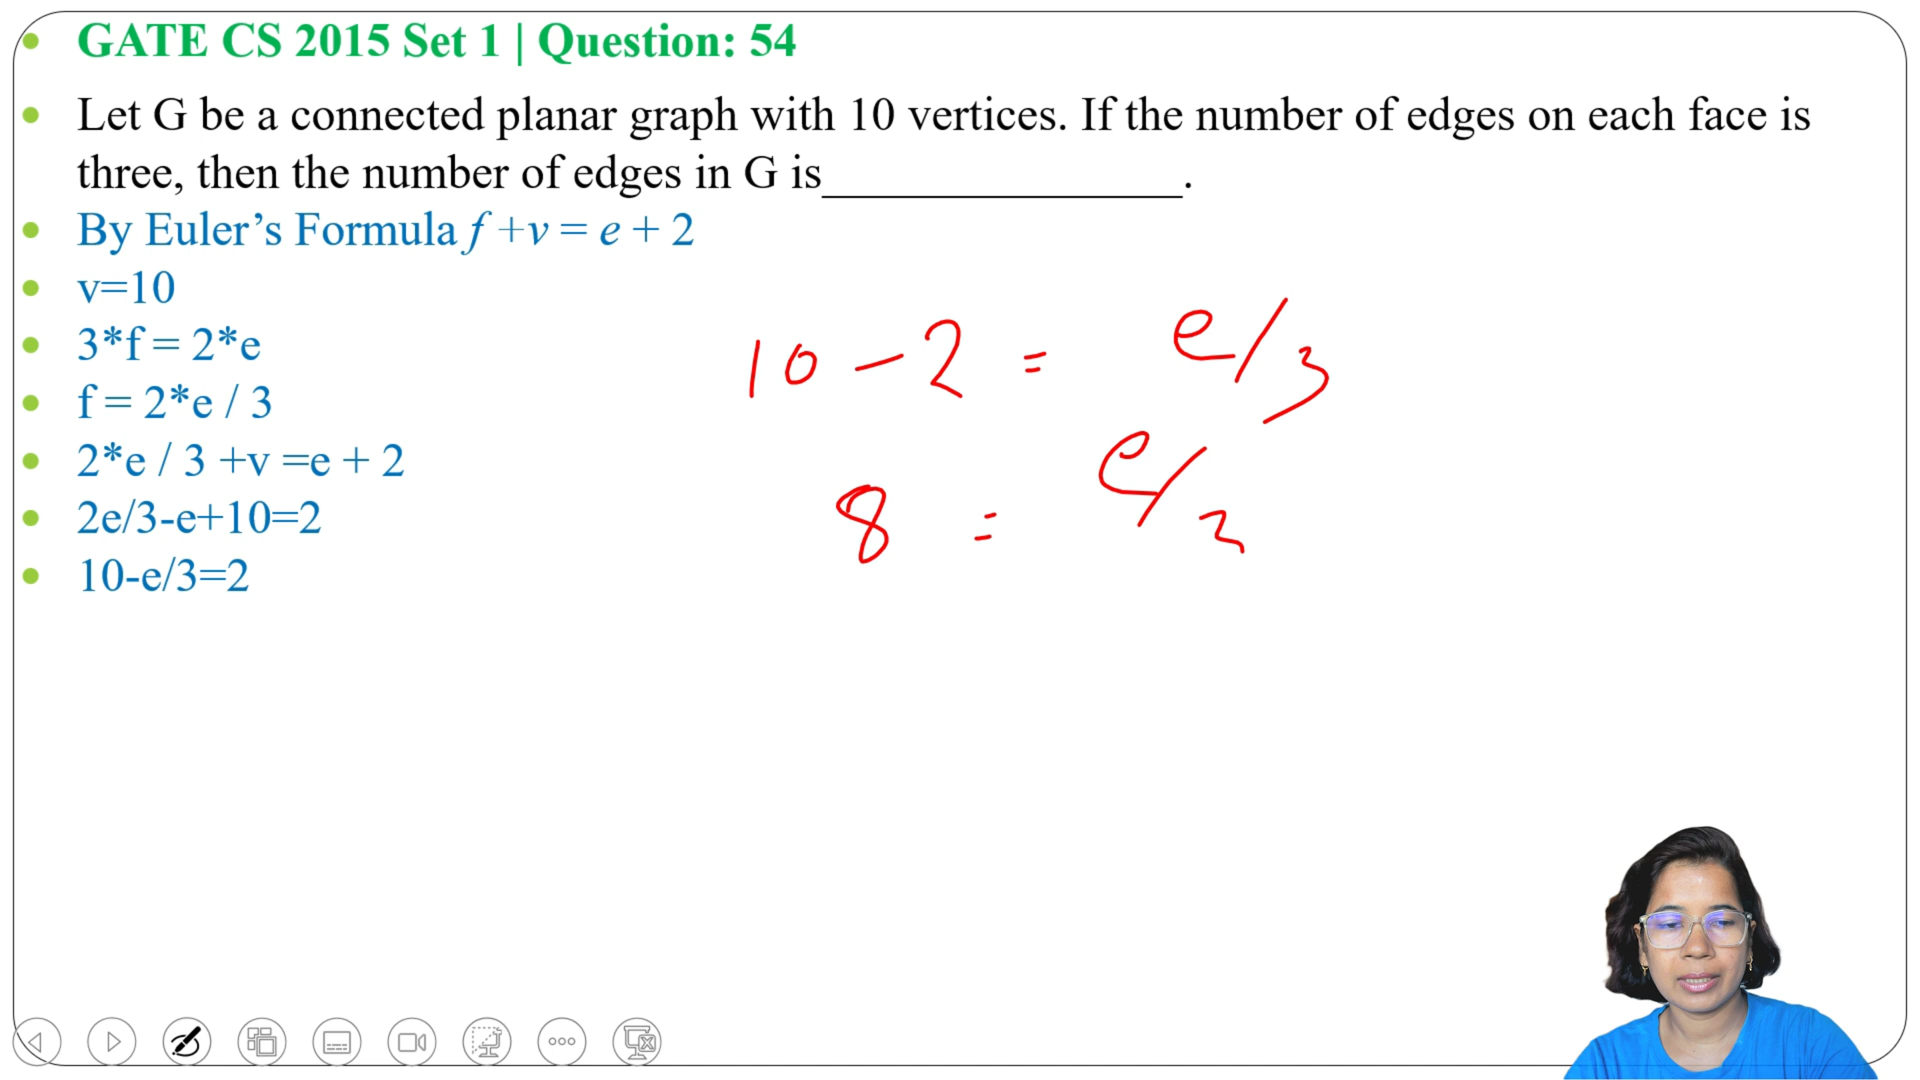 GATE CS 2015 Set 1 | Question: 54
Let G be a connected planar graph with 10 vertices. If the number of edges on each face is
three, then the number of edges in G is_______________.
By Euler's Formula f +v = e + 2
v=10
3*f = 2*e
f = 2*e / 3
2*e / 3 +v =e + 2
2e/3-e+10=2
10-e/3=2
10 - 2 = e/3
8 = e/2